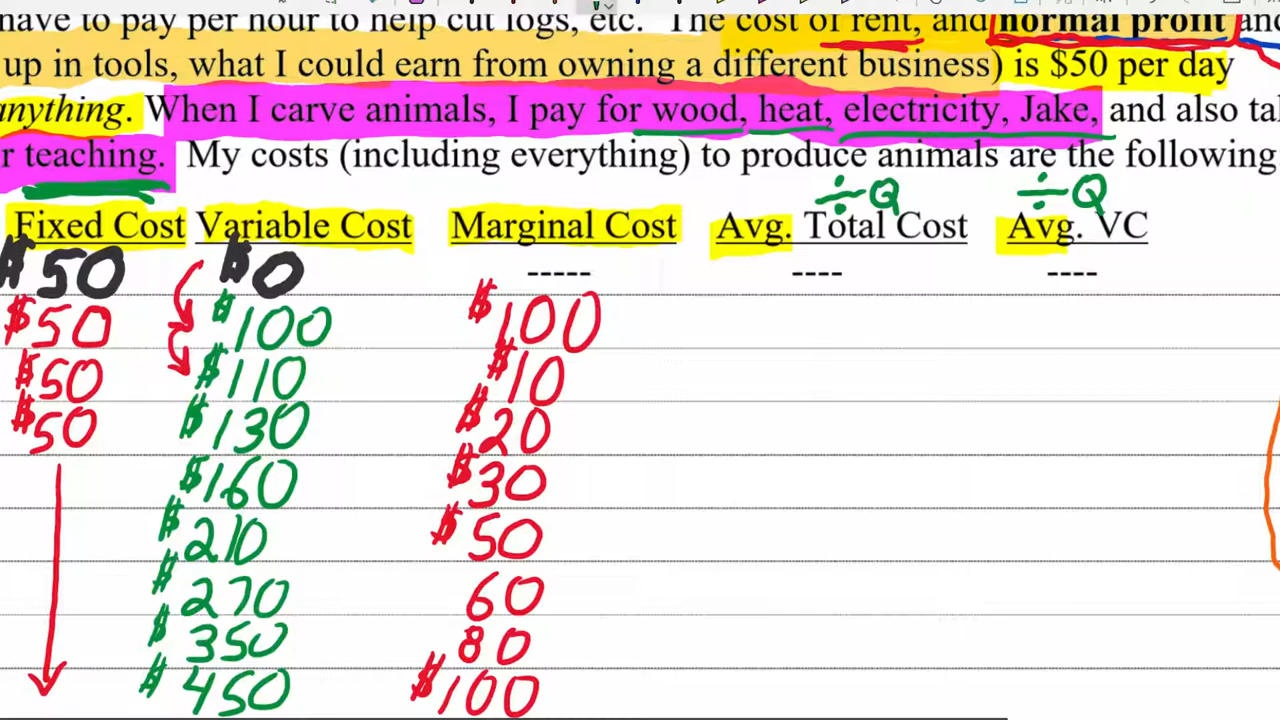 have to pay per hour to help cut logs, etc. The cost of rent, and normal profit and
up in tools, what I could earn from owning a different business) is $50 per day
anything. When I carve animals, I pay for wood, heat, electricity, Jake, and also
r teaching. My costs (including everything) to produce animals are the following
÷Q ÷Q
Fixed Cost Variable Cost Marginal Cost Avg. Total Cost Avg. VC
$50 $0 ----- ---- ----
$50 $100 $100
$50 $110 $10
$50 $130 $20
$160 $30
$210 $50
$270 60
$350 80
$450 $100